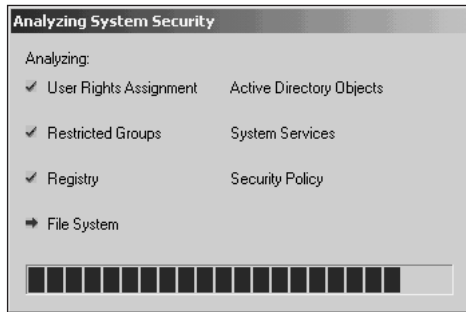 Analyzing System Security
Analyzing:
User Rights Assignment
Active Directory Objects
Restricted Groups
System Services
Registry
Security Policy
File System